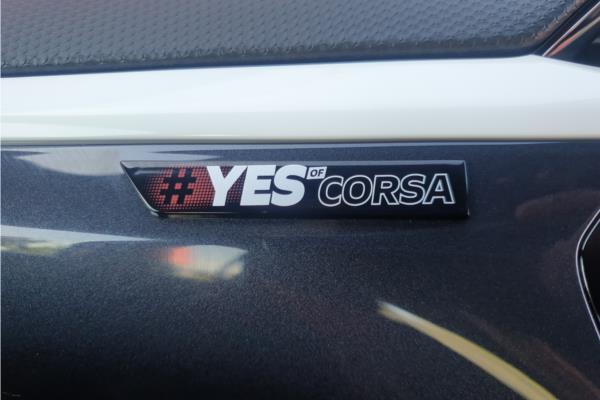 #YES OF CORSA